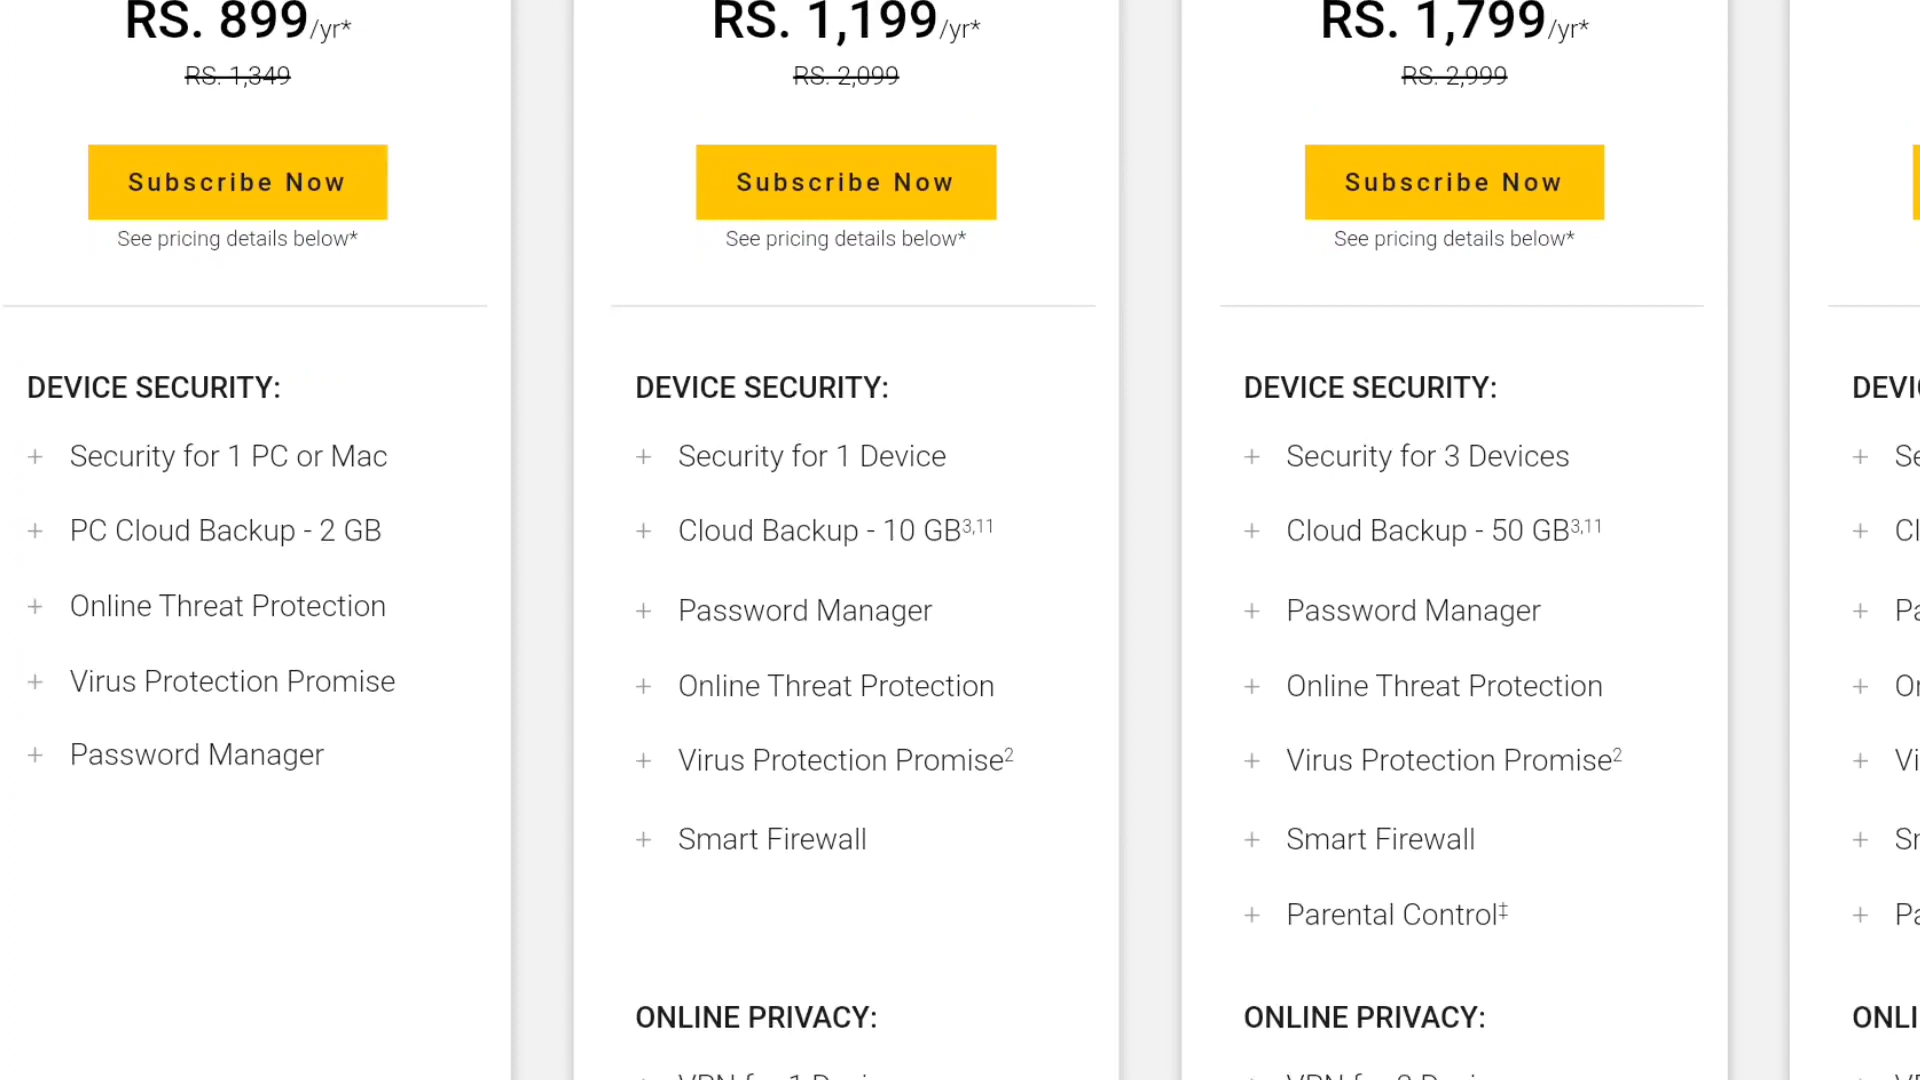 RS. 899/yr*
RS. 1,349
Subscribe Now
See pricing details below*
DEVICE SECURITY:
+ Security for 1 PC or Mac
+ PC Cloud Backup - 2 GB
+ Online Threat Protection
+ Virus Protection Promise
+ Password Manager
RS. 1,199/yr*
RS. 2,099
Subscribe Now
See pricing details below*
DEVICE SECURITY:
+ Security for 1 Device
+ Cloud Backup - 10 GB3,11
+ Password Manager
+ Online Threat Protection
+ Virus Protection Promise2
+ Smart Firewall
ONLINE PRIVACY:
RS. 1,799/yr*
RS. 2,999
Subscribe Now
See pricing details below*
DEVICE SECURITY:
+ Security for 3 Devices
+ Cloud Backup - 50 GB3,11
+ Password Manager
+ Online Threat Protection
+ Virus Protection Promise2
+ Smart Firewall
+ Parental Control‡
ONLINE PRIVACY: